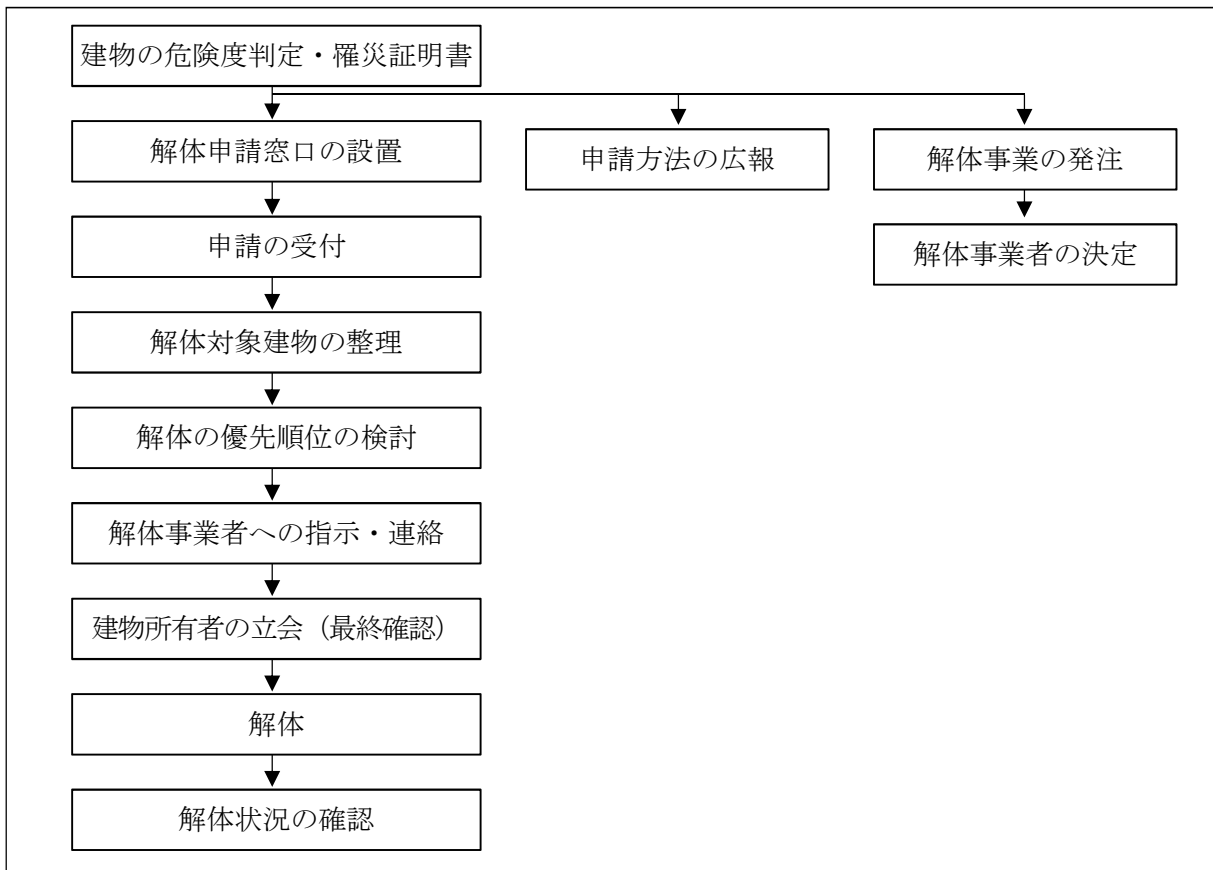 建物の危険度判定・罹災証明書
解体申請窓口の設置
申請方法の広報
解体事業の発注
申請の受付
解体事業者の決定
解体対象建物の整理
解体の優先順位の検討
解体事業者への指示・連絡
建物所有者の立会（最終確認）
解体
解体状況の確認